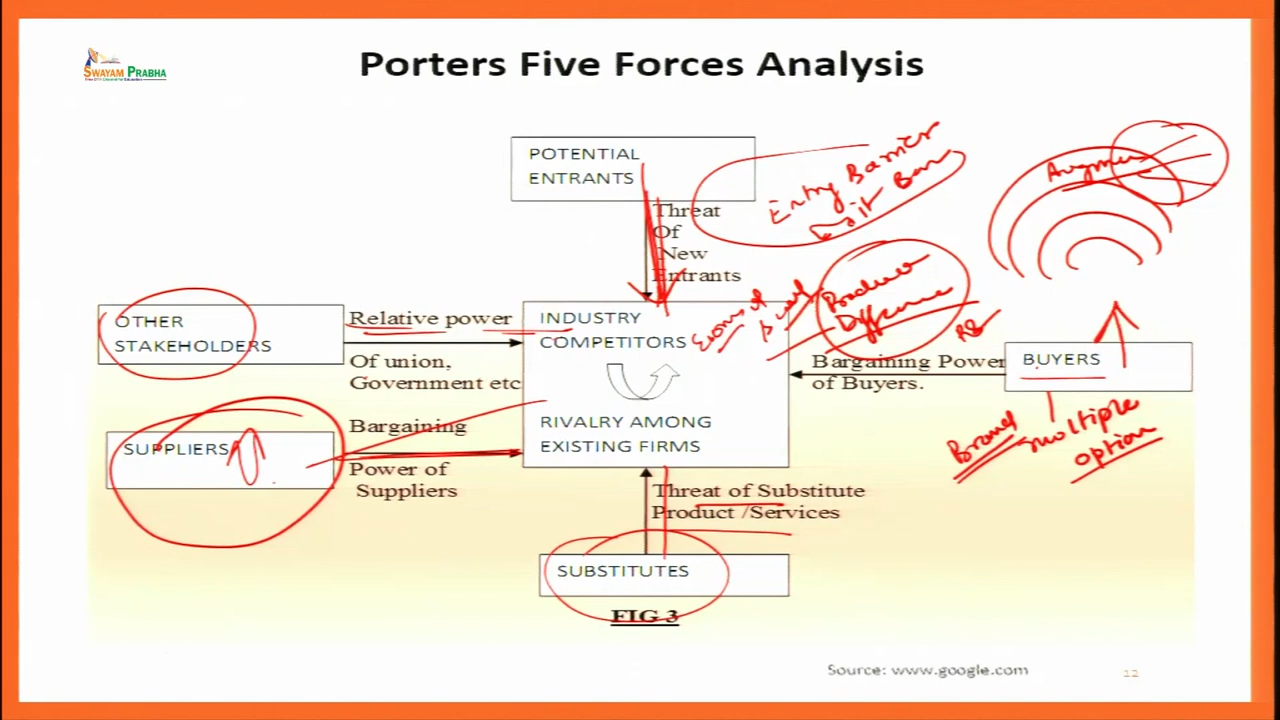 Porters Five Forces Analysis
SWAYAM PRABHA
POTENTIAL
ENTRANTS
Threat
Of
New
Entrants
Entry Barrier
Exit Barr
Augmen
OTHER
STAKEHOLDERS
Relative power
Of union,
Government etc
INDUSTRY
COMPETITORS
RIVALRY AMONG
EXISTING FIRMS
Product
Difference
Bargaining Power
of Buyers.
BUYERS
Brand
multiple
option
SUPPLIERS
Bargaining
Power of
Suppliers
Threat of Substitute
Product /Services
SUBSTITUTES
FIG 3
Source: www.google.com
12